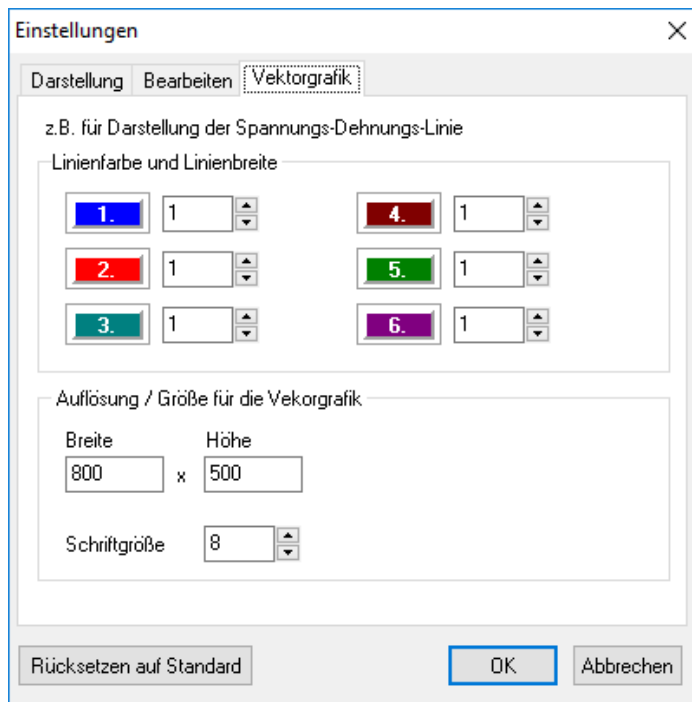 Einstellungen
Darstellung Bearbeiten Vektorgrafik
z.B. für Darstellung der Spannungs-Dehnungs-Linie
Linienfarbe und Linienbreite
1. 1 4. 1
2. 1 5. 1
3. 1 6. 1
Auflösung / Größe für die Vekorgrafik
Breite Höhe
800 x 500
Schriftgröße 8
Rücksetzen auf Standard OK Abbrechen